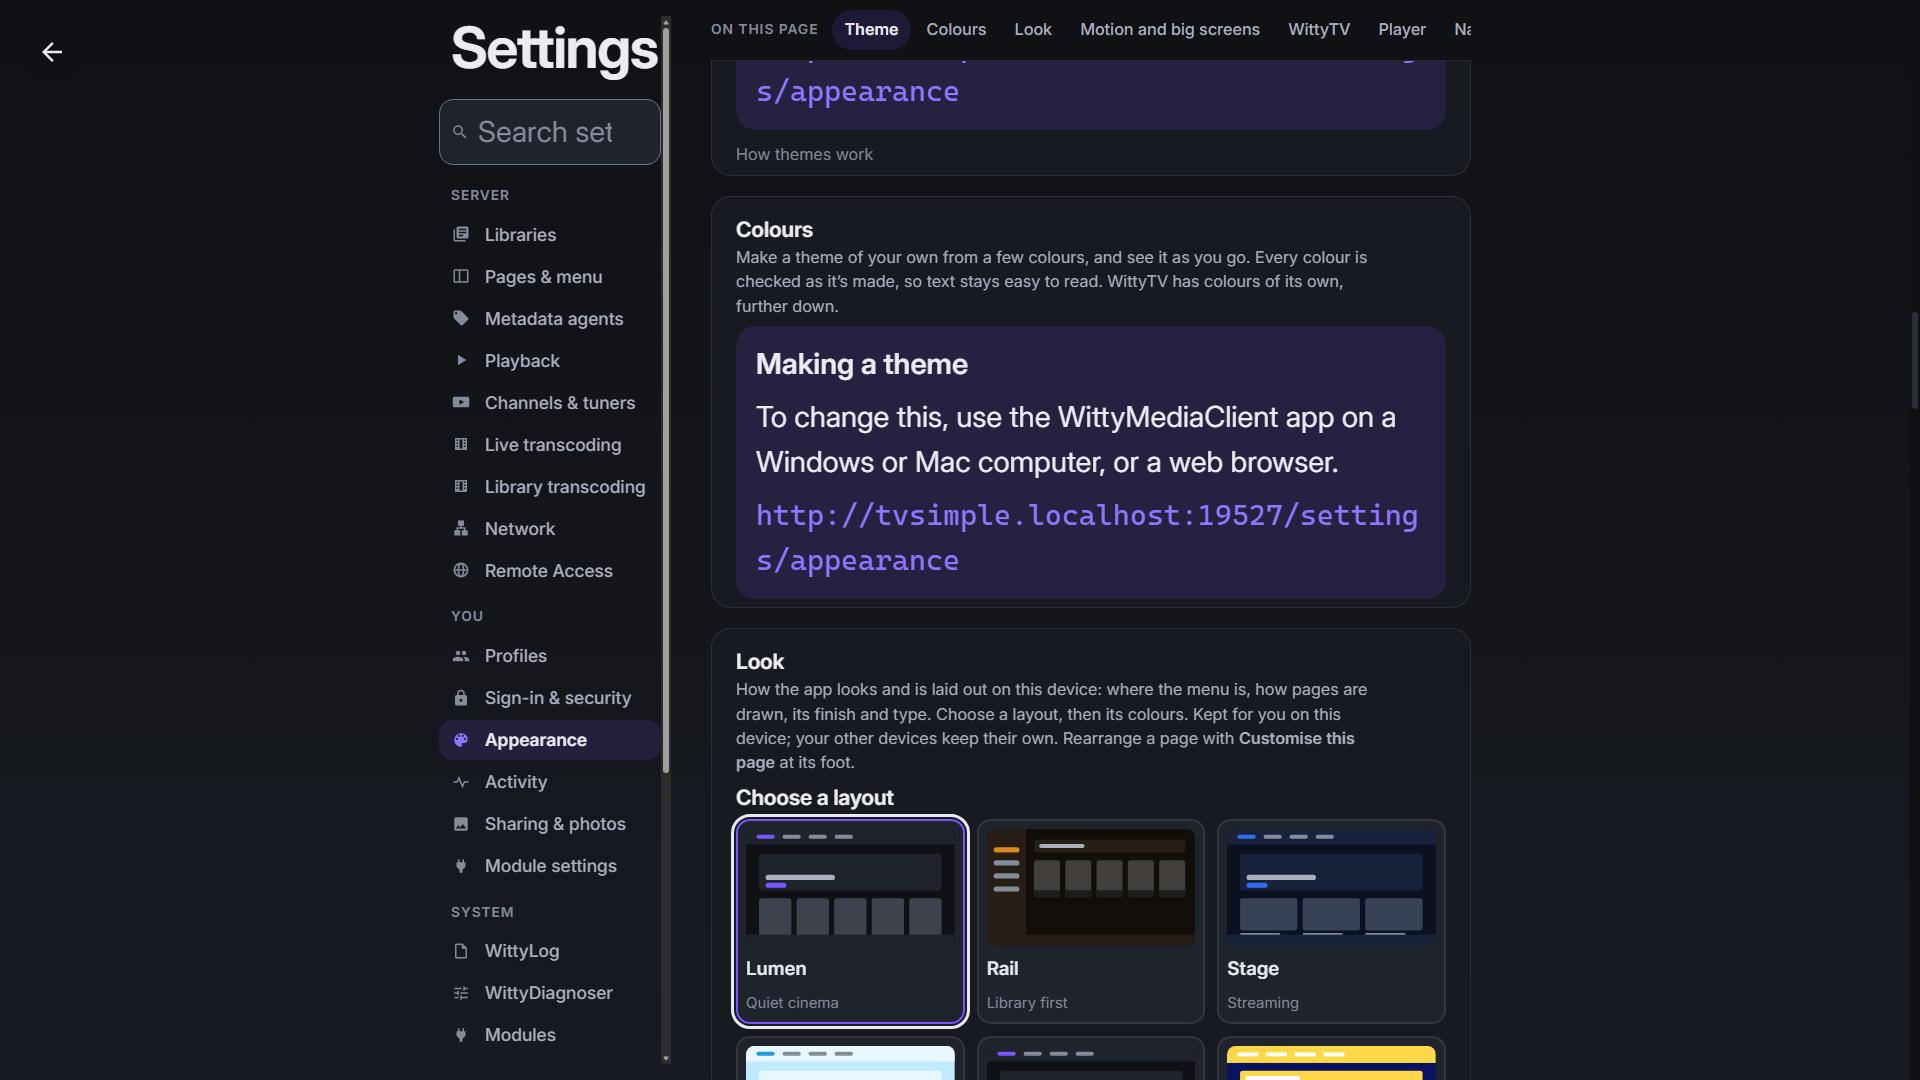 Settings
Search set
SERVER
Libraries
Pages & menu
Metadata agents
Playback
Channels & tuners
Live transcoding
Library transcoding
Network
Remote Access
YOU
Profiles
Sign-in & security
Appearance
Activity
Sharing & photos
Module settings
SYSTEM
WittyLog
WittyDiagnoser
Modules
ON THIS PAGE Theme Colours Look Motion and big screens WittyTV Player
s/appearance
How themes work
Colours
Make a theme of your own from a few colours, and see it as you go. Every colour is
checked as it’s made, so text stays easy to read. WittyTV has colours of its own,
further down.
Making a theme
To change this, use the WittyMediaClient app on a
Windows or Mac computer, or a web browser.
http://tvsimple.localhost:19527/setting
s/appearance
Look
How the app looks and is laid out on this device: where the menu is, how pages are
drawn, its finish and type. Choose a layout, then its colours. Kept for you on this
device; your other devices keep their own. Rearrange a page with Customise this
page at its foot.
Choose a layout
Lumen
Quiet cinema
Rail
Library first
Stage
Streaming